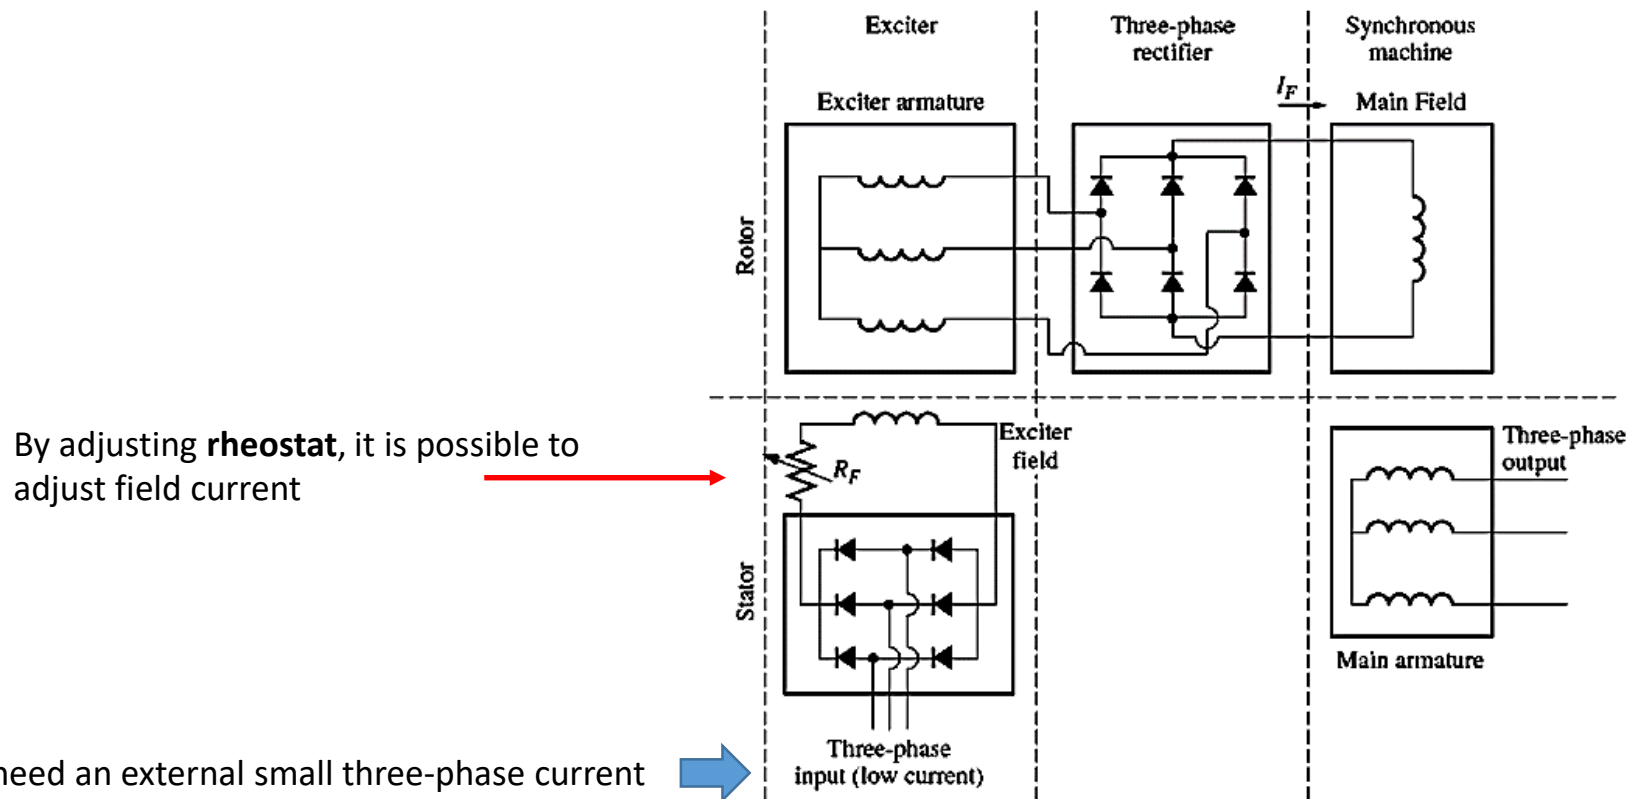 Exciter
Three-phase
rectifier
Synchronous
machine
Exciter armature
I_F
Main Field
Rotor
By adjusting rheostat, it is possible to
adjust field current
R_F
Exciter
field
Three-phase
output
Stator
Main armature
need an external small three-phase current
Three-phase
input (low current)